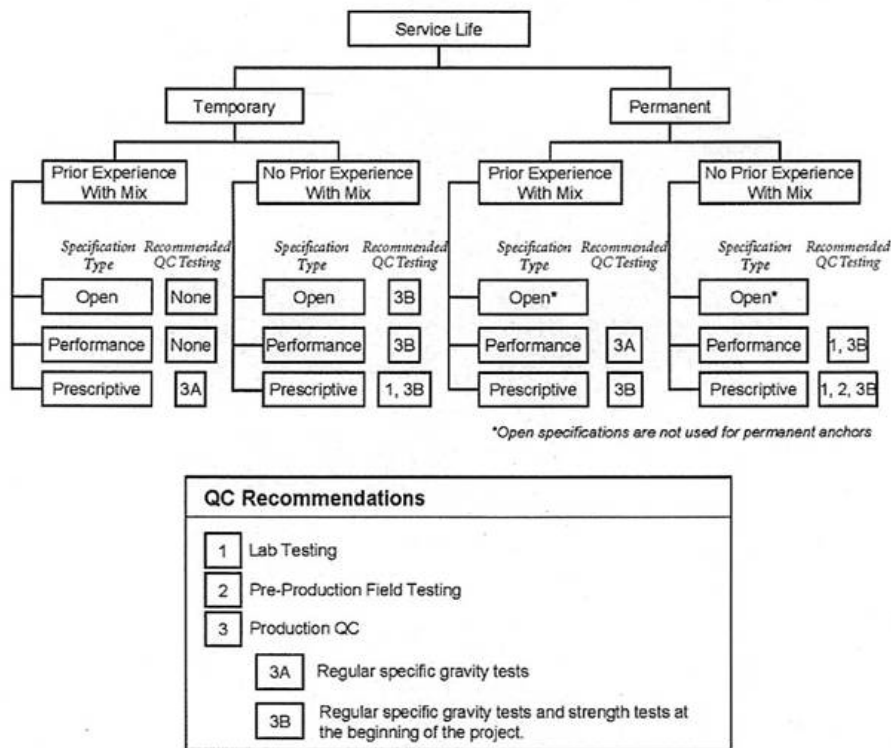 Service Life
Temporary
Permanent
Prior Experience
With Mix
No Prior Experience
With Mix
Prior Experience
With Mix
No Prior Experience
With Mix
Specification
Type
Recommended
QC Testing
Specification
Type
Recommended
QC Testing
Specification
Type
Recommended
QC Testing
Specification
Type
Recommended
QC Testing
Open None Open 3B Open* Open*
Performance None Performance 3B Performance 3A Performance 1, 3B
Prescriptive 3A Prescriptive 1, 3B Prescriptive 3B Prescriptive 1, 2, 3B
*Open specifications are not used for permanent anchors
QC Recommendations
1 Lab Testing
2 Pre-Production Field Testing
3 Production QC
3A Regular specific gravity tests
3B Regular specific gravity tests and strength tests at
the beginning of the project.